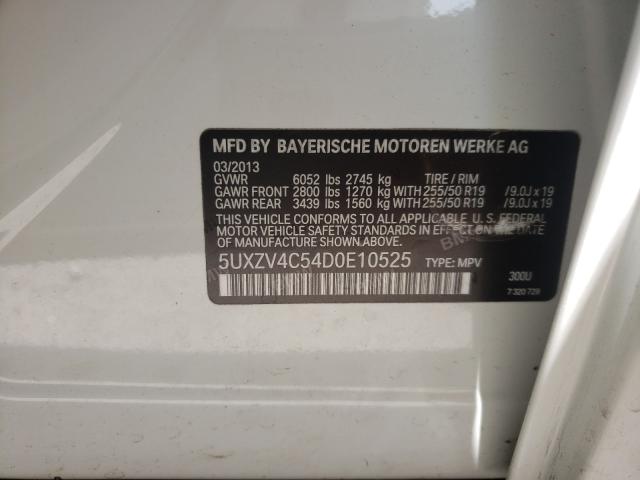 MFD BY BAYERISCHE MOTOREN WERKE AG
03/2013
GVWR 6052 lbs 2745 kg TIRE / RIM
GAWR FRONT 2800 lbs 1270 kg WITH 255/50 R19 /9.0J x 19
GAWR REAR 3439 lbs 1560 kg WITH 255/50 R19 /9.0J x 19
THIS VEHICLE CONFORMS TO ALL APPLICABLE U. S. FEDERAL
MOTOR VEHICLE SAFETY STANDARDS IN EFFECT ON THE DATE
OF MANUFACTURE SHOWN ABOVE.
5UXZV4C54D0E10525 TYPE: MPV
300U
7 320 729